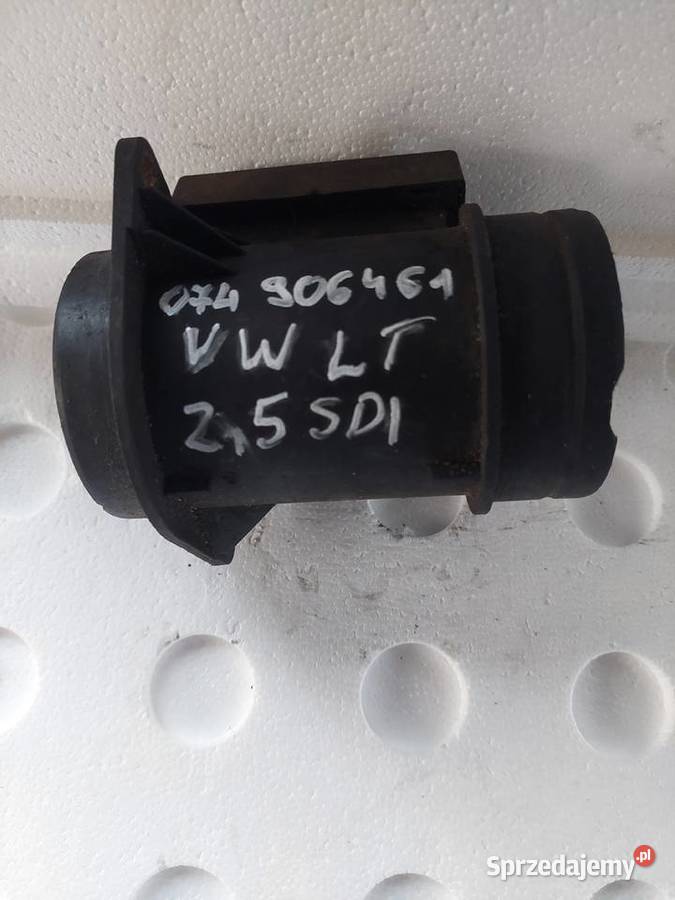 074 906461
VW LT
2,5 SDI
Sprzedajemy.pl